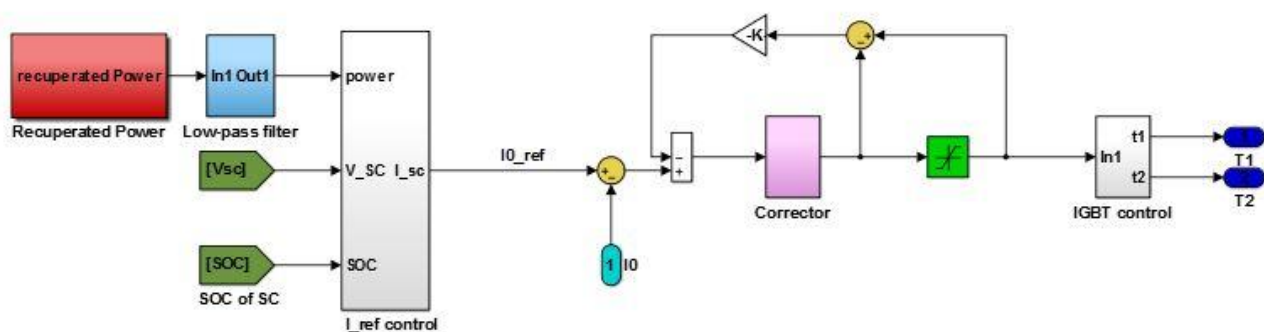 recuperated Power
Recuperated Power
In1 Out1
Low-pass filter
[Vsc]
[SOC]
SOC of SC
power
V_SC I_sc
SOC
I_ref control
I0_ref
+
-
1
I0
-
+
-K
- +
Corrector
In1
t1
t2
IGBT control
1
T1
2
T2